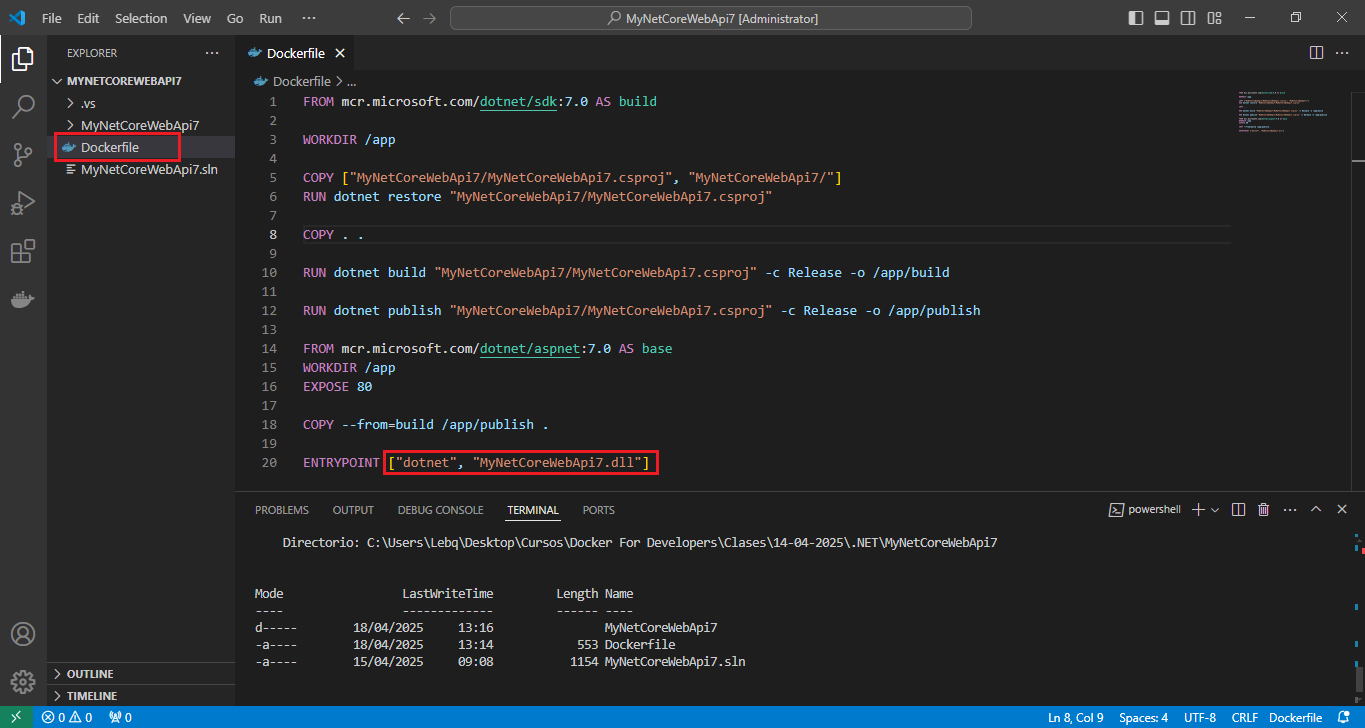 File Edit Selection View Go Run ··· MyNetCoreWebApi7 [Administrator]
EXPLORER ···
MYNETCOREWEBAPI7
.vs
MyNetCoreWebApi7
Dockerfile
MyNetCoreWebApi7.sln
OUTLINE
TIMELINE
Dockerfile
Dockerfile > ...
1 FROM mcr.microsoft.com/dotnet/sdk:7.0 AS build
2
3 WORKDIR /app
4
5 COPY ["MyNetCoreWebApi7/MyNetCoreWebApi7.csproj", "MyNetCoreWebApi7/"]
6 RUN dotnet restore "MyNetCoreWebApi7/MyNetCoreWebApi7.csproj"
7
8 COPY . .
9
10 RUN dotnet build "MyNetCoreWebApi7/MyNetCoreWebApi7.csproj" -c Release -o /app/build
11
12 RUN dotnet publish "MyNetCoreWebApi7/MyNetCoreWebApi7.csproj" -c Release -o /app/publish
13
14 FROM mcr.microsoft.com/dotnet/aspnet:7.0 AS base
15 WORKDIR /app
16 EXPOSE 80
17
18 COPY --from=build /app/publish .
19
20 ENTRYPOINT ["dotnet", "MyNetCoreWebApi7.dll"]
PROBLEMS OUTPUT DEBUG CONSOLE TERMINAL PORTS powershell
Directorio: C:\Users\Lebq\Desktop\Cursos\Docker For Developers\Clases\14-04-2025\.NET\MyNetCoreWebApi7
Mode LastWriteTime Length Name
---- ------------- ------ ----
d----- 18/04/2025 13:16 MyNetCoreWebApi7
-a---- 18/04/2025 13:14 553 Dockerfile
-a---- 15/04/2025 09:08 1154 MyNetCoreWebApi7.sln
0 0 0 Ln 8, Col 9 Spaces: 4 UTF-8 CRLF Dockerfile